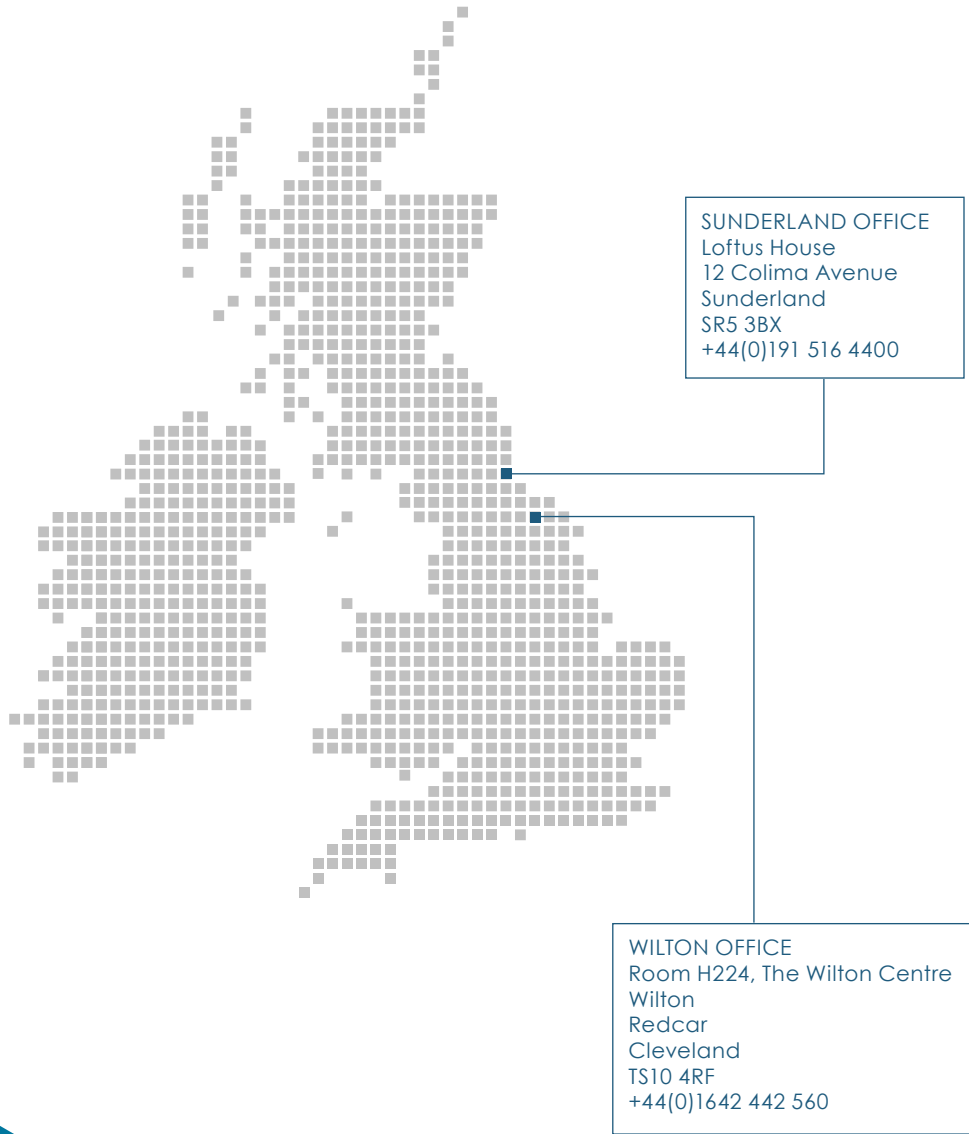 SUNDERLAND OFFICE
Loftus House
12 Colima Avenue
Sunderland
SR5 3BX
+44(0)191 516 4400
WILTON OFFICE
Room H224, The Wilton Centre
Wilton
Redcar
Cleveland
TS10 4RF
+44(0)1642 442 560